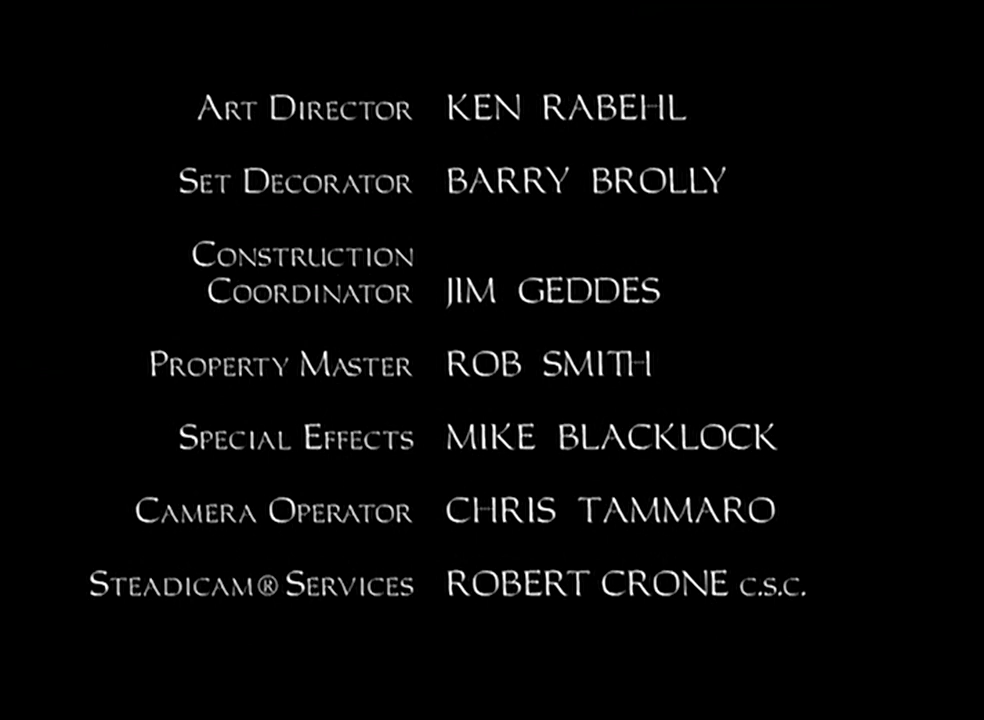 Art Director KEN RABEHL
Set Decorator BARRY BROLLY
Construction
Coordinator JIM GEDDES
Property Master ROB SMITH
Special Effects MIKE BLACKLOCK
Camera Operator CHRIS TAMMARO
Steadicam® Services ROBERT CRONE C.S.C.